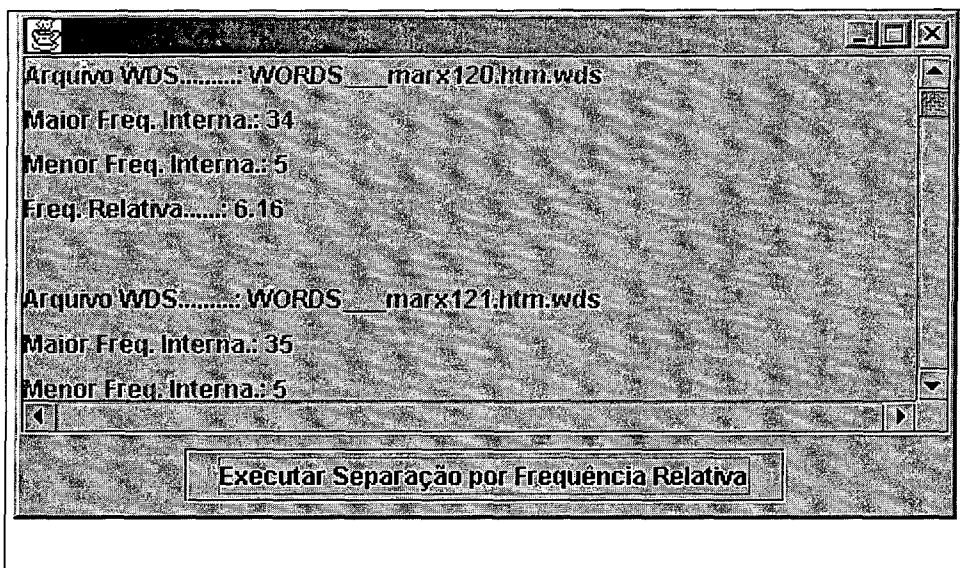 Arquivo WDS.........: WORDS___marx120.htm.wds
Maior Freq. Interna.: 34
Menor Freq. Interna.: 5
Freq. Relativa......: 6.16
Arquivo WDS.........: WORDS___marx121.htm.wds
Maior Freq. Interna.: 35
Menor Freq. Interna.: 5
Executar Separação por Frequência Relativa